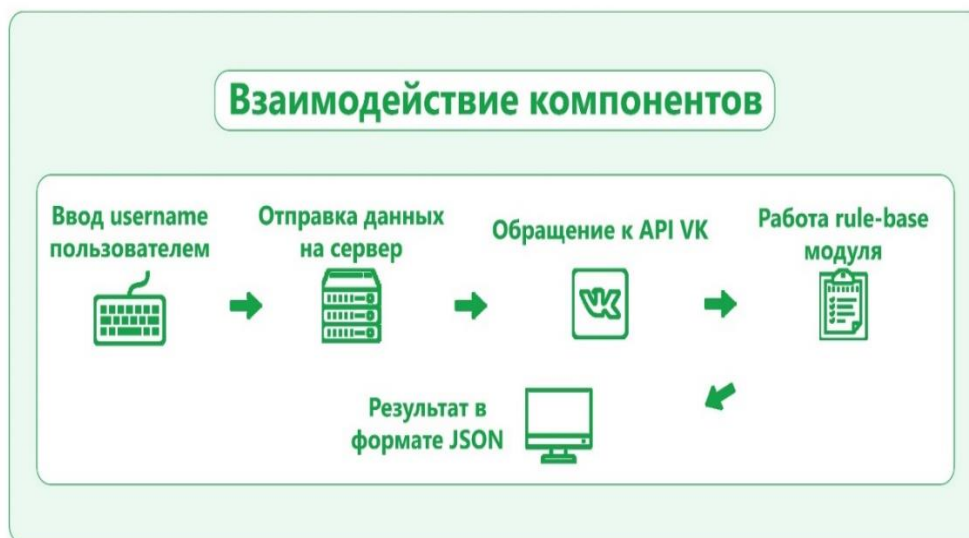 Взаимодействие компонентов
Ввод username
пользователем
Отправка данных
на сервер
Обращение к API VK
Работа rule-base
модуля
Результат в
формате JSON